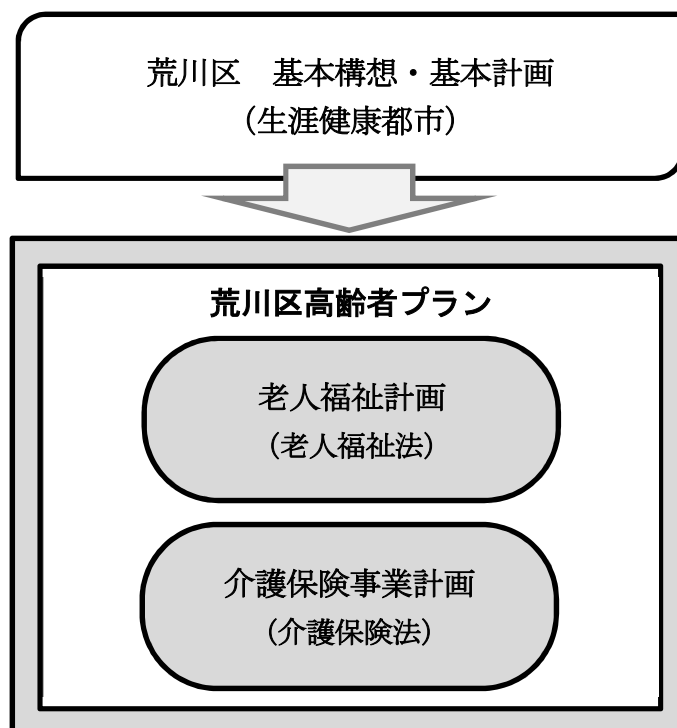 荒川区　基本構想・基本計画
（生涯健康都市）
荒川区高齢者プラン
老人福祉計画
（老人福祉法）
介護保険事業計画
（介護保険法）